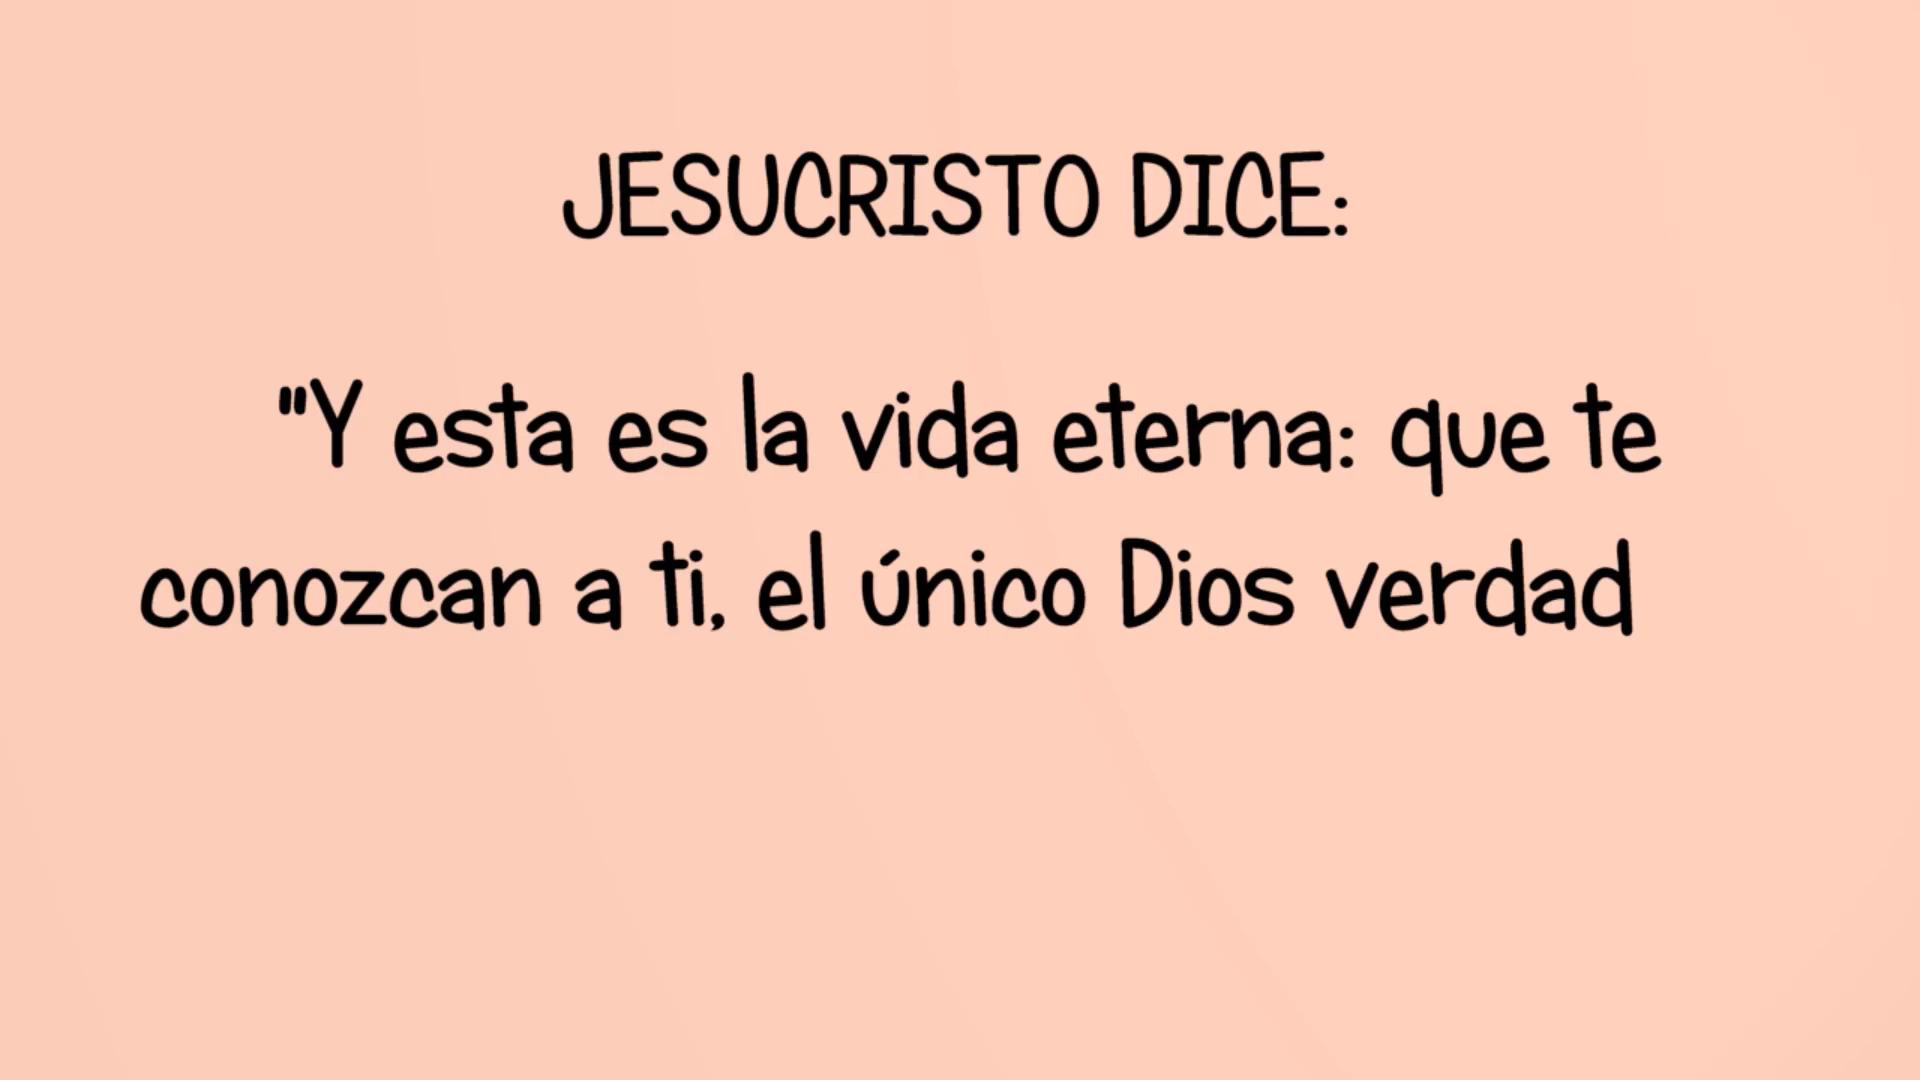 JESUCRISTO DICE:
"Y esta es la vida eterna: que te
conozcan a ti, el único Dios verdad